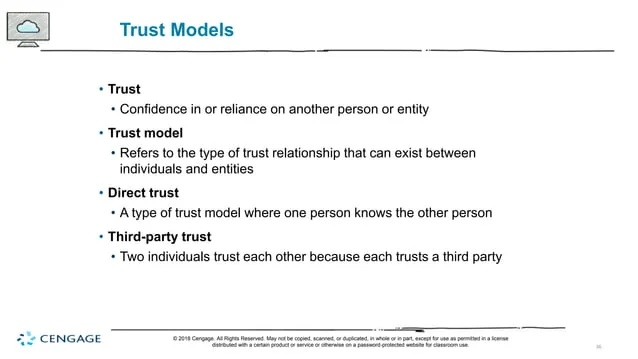 Trust Models
• Trust
• Confidence in or reliance on another person or entity
• Trust model
• Refers to the type of trust relationship that can exist between
individuals and entities
• Direct trust
• A type of trust model where one person knows the other person
• Third-party trust
• Two individuals trust each other because each trusts a third party
CENGAGE
© 2018 Cengage. All Rights Reserved. May not be copied, scanned, or duplicated, in whole or in part, except for use as permitted in a license
distributed with a certain product or service or otherwise on a password-protected website for classroom use.